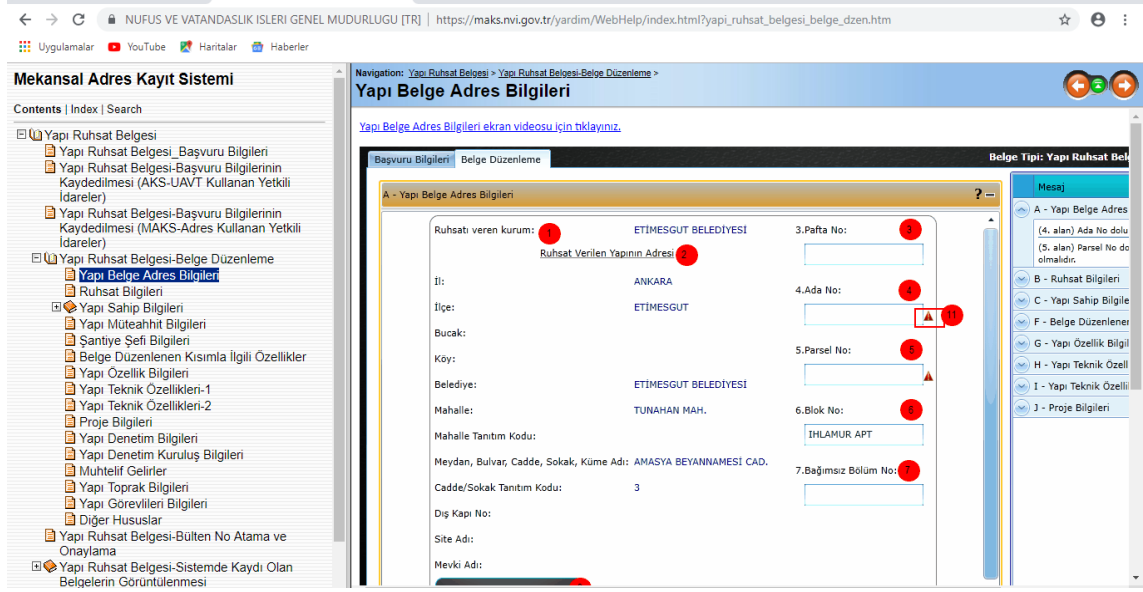 NUFUS VE VATANDASLIK ISLERI GENEL MUDURLUGU [TR] | https://maks.nvi.gov.tr/yardim/WebHelp/index.html?yapi_ruhsat_belgesi_belge_dzen.htm
Uygulamalar YouTube Haritalar Haberler
Mekansal Adres Kayıt Sistemi
Contents | Index | Search
Yapı Ruhsat Belgesi
Yapı Ruhsat Belgesi_Başvuru Bilgileri
Yapı Ruhsat Belgesi-Başvuru Bilgilerinin
Kaydedilmesi (AKS-UAVT Kullanan Yetkili
İdareler)
Yapı Ruhsat Belgesi-Başvuru Bilgilerinin
Kaydedilmesi (MAKS-Adres Kullanan Yetkili
İdareler)
Yapı Ruhsat Belgesi-Belge Düzenleme
Yapı Belge Adres Bilgileri
Ruhsat Bilgileri
Yapı Sahip Bilgileri
Yapı Müteahhit Bilgileri
Şantiye Şefi Bilgileri
Belge Düzenlenen Kısımla İlgili Özellikler
Yapı Özellik Bilgileri
Yapı Teknik Özellikleri-1
Yapı Teknik Özellikleri-2
Proje Bilgileri
Yapı Denetim Bilgileri
Yapı Denetim Kuruluş Bilgileri
Muhtelif Gelirler
Yapı Toprak Bilgileri
Yapı Görevlileri Bilgileri
Diğer Hususlar
Yapı Ruhsat Belgesi-Bülten No Atama ve
Onaylama
Yapı Ruhsat Belgesi-Sistemde Kaydı Olan
Belgelerin Görüntülenmesi
Navigation: Yapı Ruhsat Belgesi > Yapı Ruhsat Belgesi-Belge Düzenleme >
Yapı Belge Adres Bilgileri
Yapı Belge Adres Bilgileri ekran videosu için tıklayınız.
Başvuru Bilgileri Belge Düzenleme Belge Tipi: Yapı Ruhsat Bel
A - Yapı Belge Adres Bilgileri ? –
Ruhsatı veren kurum: 1 ETİMESGUT BELEDİYESİ
Ruhsat Verilen Yapının Adresi 2
İl: ANKARA
İlçe: ETİMESGUT
Bucak:
Köy:
Belediye: ETİMESGUT BELEDİYESİ
Mahalle: TUNAHAN MAH.
Mahalle Tanıtım Kodu:
Meydan, Bulvar, Cadde, Sokak, Küme Adı: AMASYA BEYANNAMESİ CAD.
Cadde/Sokak Tanıtım Kodu: 3
Dış Kapı No:
Site Adı:
Mevki Adı:
3.Pafta No: 3
4.Ada No: 4
11
5.Parsel No: 5
6.Blok No: 6
IHLAMUR APT
7.Bağımsız Bölüm No: 7
Mesaj
A - Yapı Belge Adres
(4. alan) Ada No dolu
(5. alan) Parsel No do
olmalıdır.
B - Ruhsat Bilgileri
C - Yapı Sahip Bilgile
F - Belge Düzenlener
G - Yapı Özellik Bilgil
H - Yapı Teknik Özell
I - Yapı Teknik Özelli
J - Proje Bilgileri